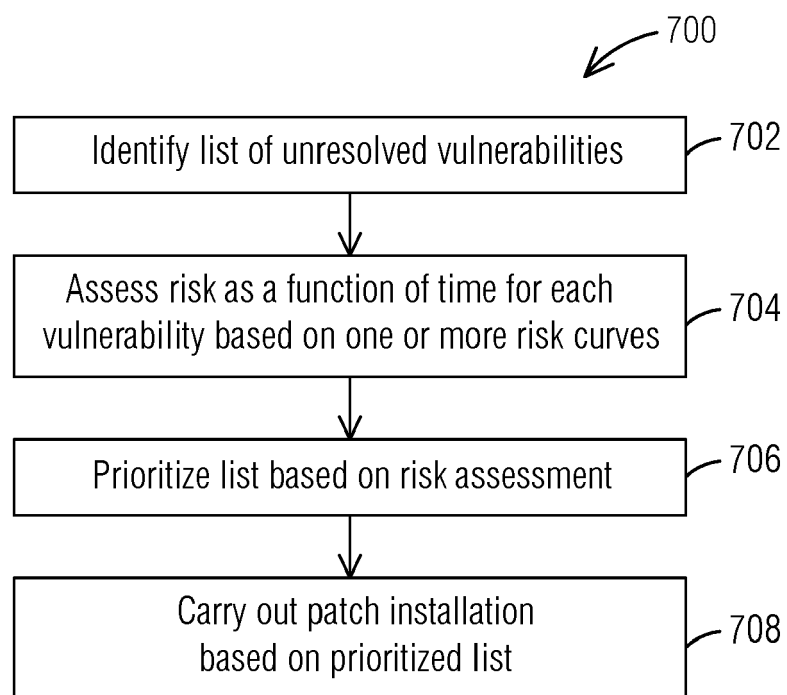 700
Identify list of unresolved vulnerabilities
702
Assess risk as a function of time for each
vulnerability based on one or more risk curves
704
Prioritize list based on risk assessment
706
Carry out patch installation
based on prioritized list
708